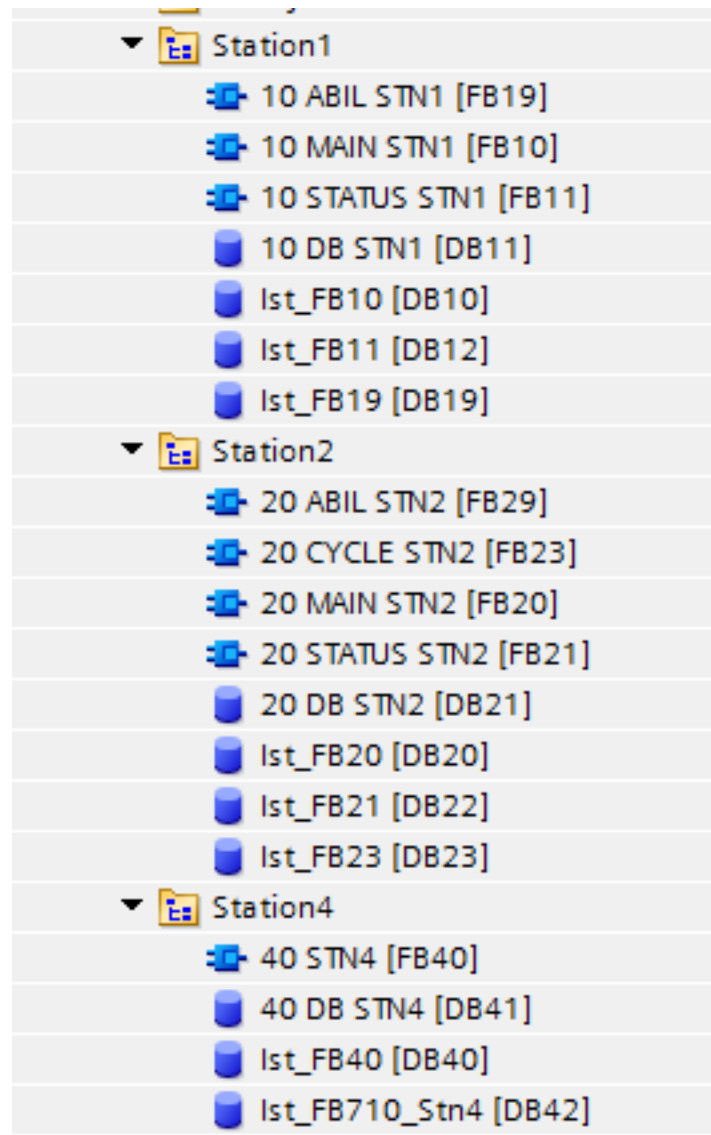 Station1
10 ABIL STN1 [FB19]
10 MAIN STN1 [FB10]
10 STATUS STN1 [FB11]
10 DB STN1 [DB11]
Ist_FB10 [DB10]
Ist_FB11 [DB12]
Ist_FB19 [DB19]
Station2
20 ABIL STN2 [FB29]
20 CYCLE STN2 [FB23]
20 MAIN STN2 [FB20]
20 STATUS STN2 [FB21]
20 DB STN2 [DB21]
Ist_FB20 [DB20]
Ist_FB21 [DB22]
Ist_FB23 [DB23]
Station4
40 STN4 [FB40]
40 DB STN4 [DB41]
Ist_FB40 [DB40]
Ist_FB710_Stn4 [DB42]